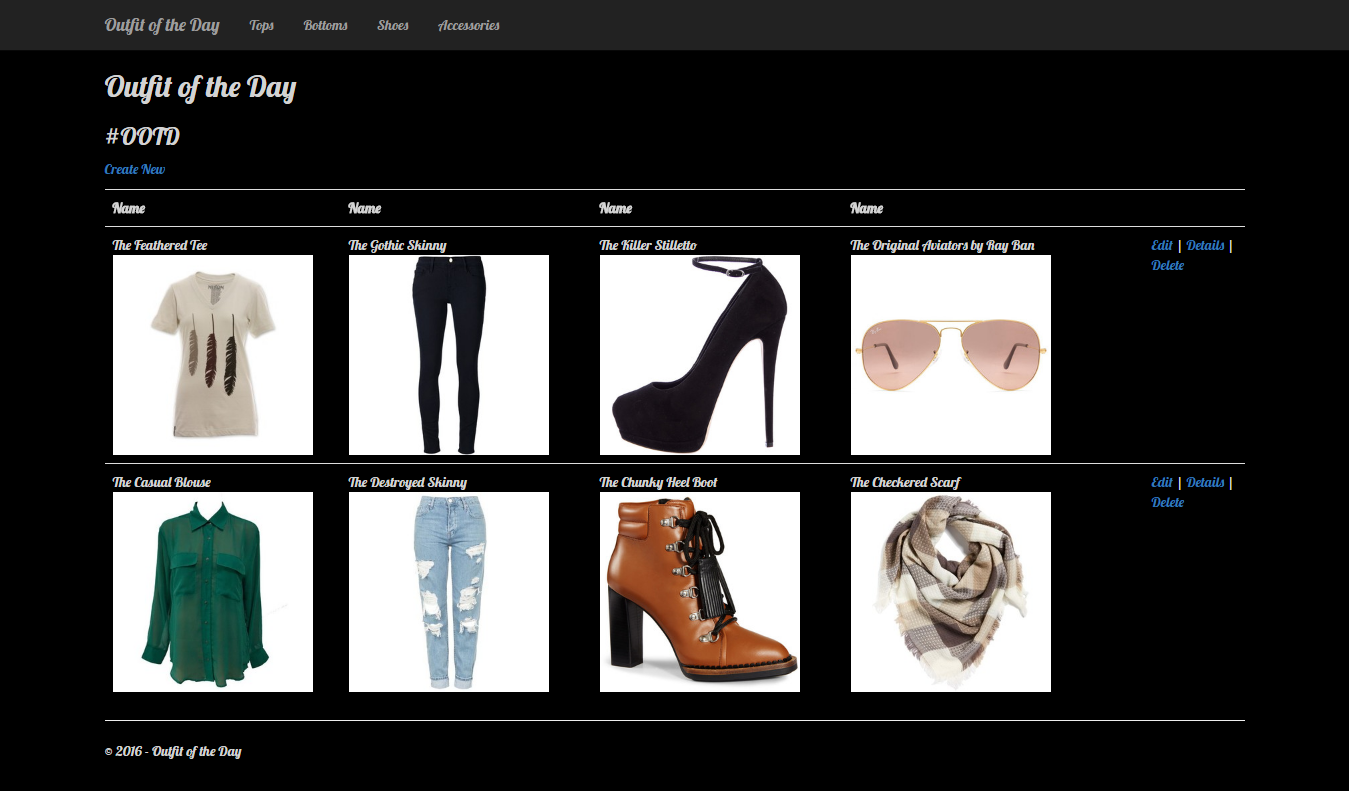 Outfit of the Day Tops Bottoms Shoes Accessories
Outfit of the Day
#OOTD
Create New
Name Name Name Name
The Feathered Tee The Gothic Skinny The Killer Stilletto The Original Aviators by Ray Ban Edit | Details |
Delete
The Casual Blouse The Destroyed Skinny The Chunky Heel Boot The Checkered Scarf Edit | Details |
Delete
© 2016 - Outfit of the Day